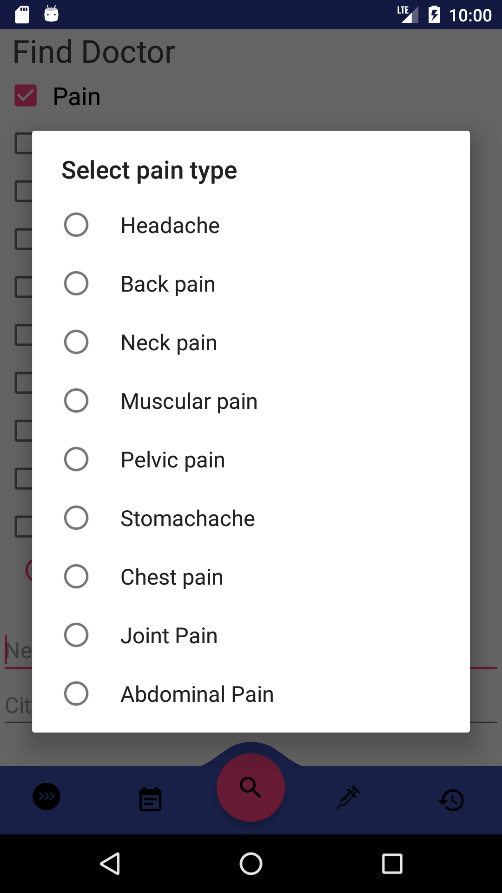 LTE 10:00
Find Doctor
Pain
Select pain type
Headache
Back pain
Neck pain
Muscular pain
Pelvic pain
Stomachache
Chest pain
Joint Pain
Abdominal Pain
Ne
Cit